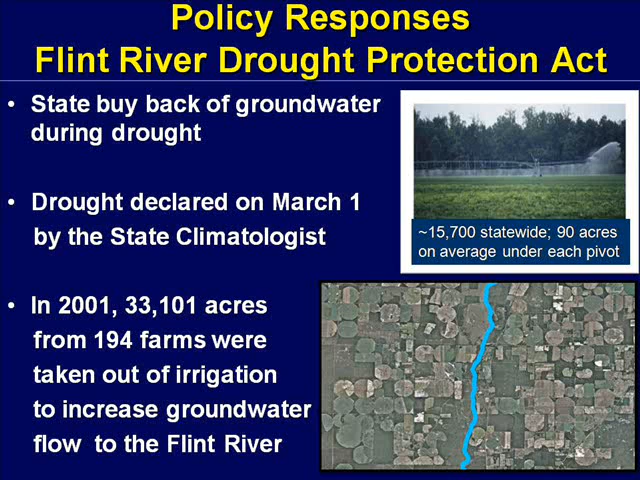 Policy Responses
Flint River Drought Protection Act
• State buy back of groundwater
during drought
• Drought declared on March 1
by the State Climatologist
• In 2001, 33,101 acres
from 194 farms were
taken out of irrigation
to increase groundwater
flow to the Flint River
~15,700 statewide; 90 acres
on average under each pivot